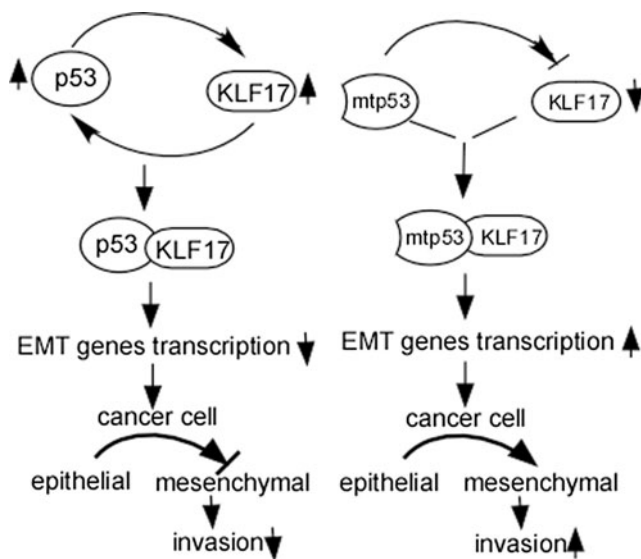 p53
KLF17
p53 KLF17
EMT genes transcription
cancer cell
epithelial mesenchymal
invasion
mtp53
KLF17
mtp53 KLF17
EMT genes transcription
cancer cell
epithelial mesenchymal
invasion